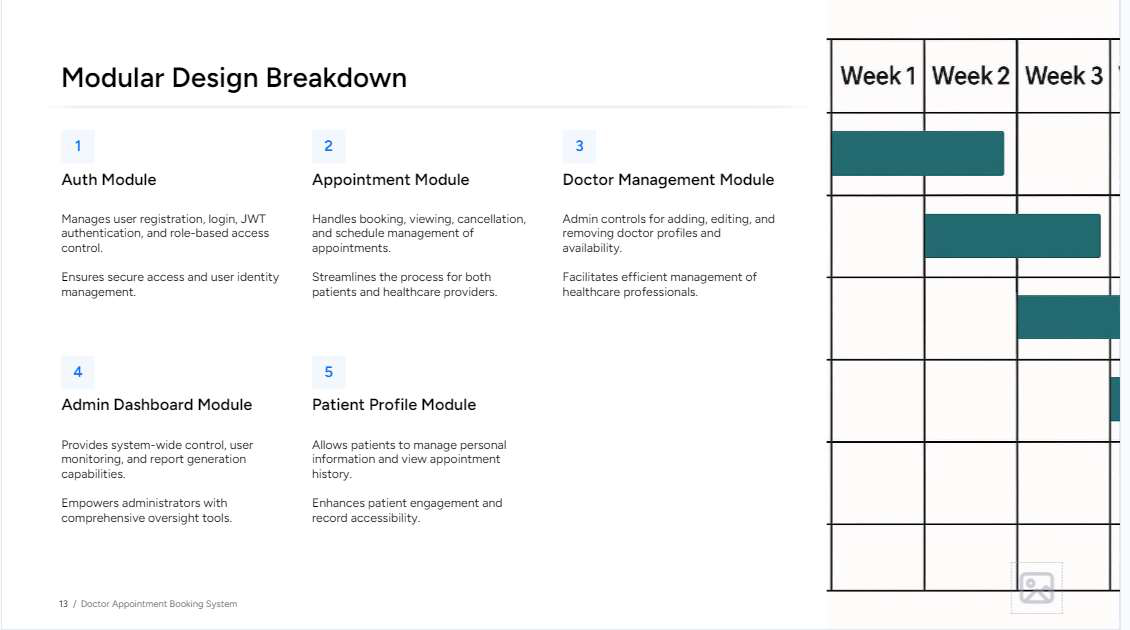 Modular Design Breakdown
1
Auth Module
Manages user registration, login, JWT
authentication, and role-based access
control.
Ensures secure access and user identity
management.
2
Appointment Module
Handles booking, viewing, cancellation,
and schedule management of
appointments.
Streamlines the process for both
patients and healthcare providers.
3
Doctor Management Module
Admin controls for adding, editing, and
removing doctor profiles and
availability.
Facilitates efficient management of
healthcare professionals.
4
Admin Dashboard Module
Provides system-wide control, user
monitoring, and report generation
capabilities.
Empowers administrators with
comprehensive oversight tools.
5
Patient Profile Module
Allows patients to manage personal
information and view appointment
history.
Enhances patient engagement and
record accessibility.
13 / Doctor Appointment Booking System
Week 1 Week 2 Week 3